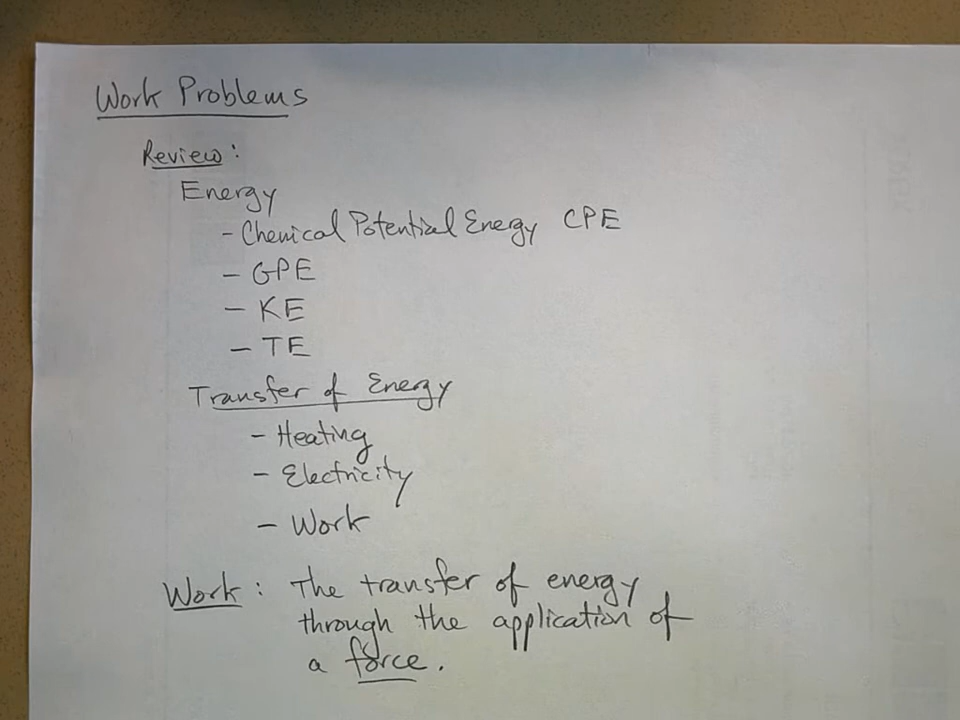 Work Problems
Review:
Energy
- Chemical Potential Energy CPE
- GPE
- KE
- TE
Transfer of Energy
- Heating
- Electricity
- Work
Work: The transfer of energy
through the application of
a force.